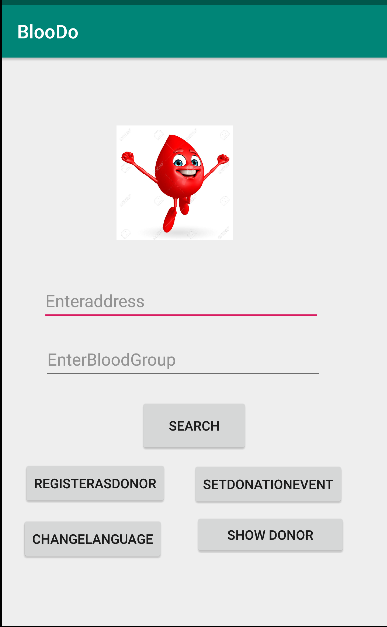 BlooDo
Enteraddress
EnterBloodGroup
SEARCH
REGISTERASDONOR
SETDONATIONEVENT
CHANGELANGUAGE
SHOW DONOR